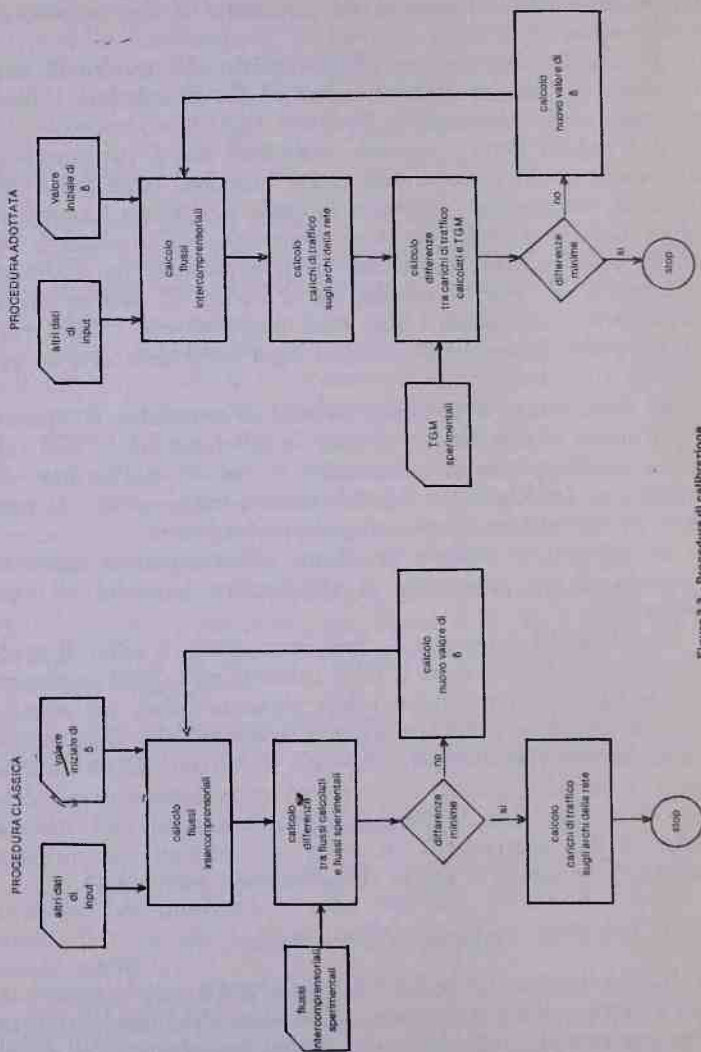 PROCEDURA CLASSICA
altri dati
di
input
valore
iniziale di
δ
calcolo
flussi
intercomprensoriali
flussi
intercomprensoriali
sperimentali
calcolo
differenze
tra flussi calcolati
e flussi sperimentali
calcolo
nuovo valore di
δ
no
differenze
minime
si
calcolo
carichi di traffico
sugli archi della rete
stop
PROCEDURA ADOTTATA
altri dati
di
input
valore
iniziale di
δ
calcolo
flussi
intercomprensoriali
calcolo
carichi di traffico
sugli archi della rete
TGM
sperimentali
calcolo
differenze
tra carichi di traffico
calcolati e TGM
calcolo
nuovo valore di
δ
no
differenze
minime
si
stop
Procedura di calibrazione